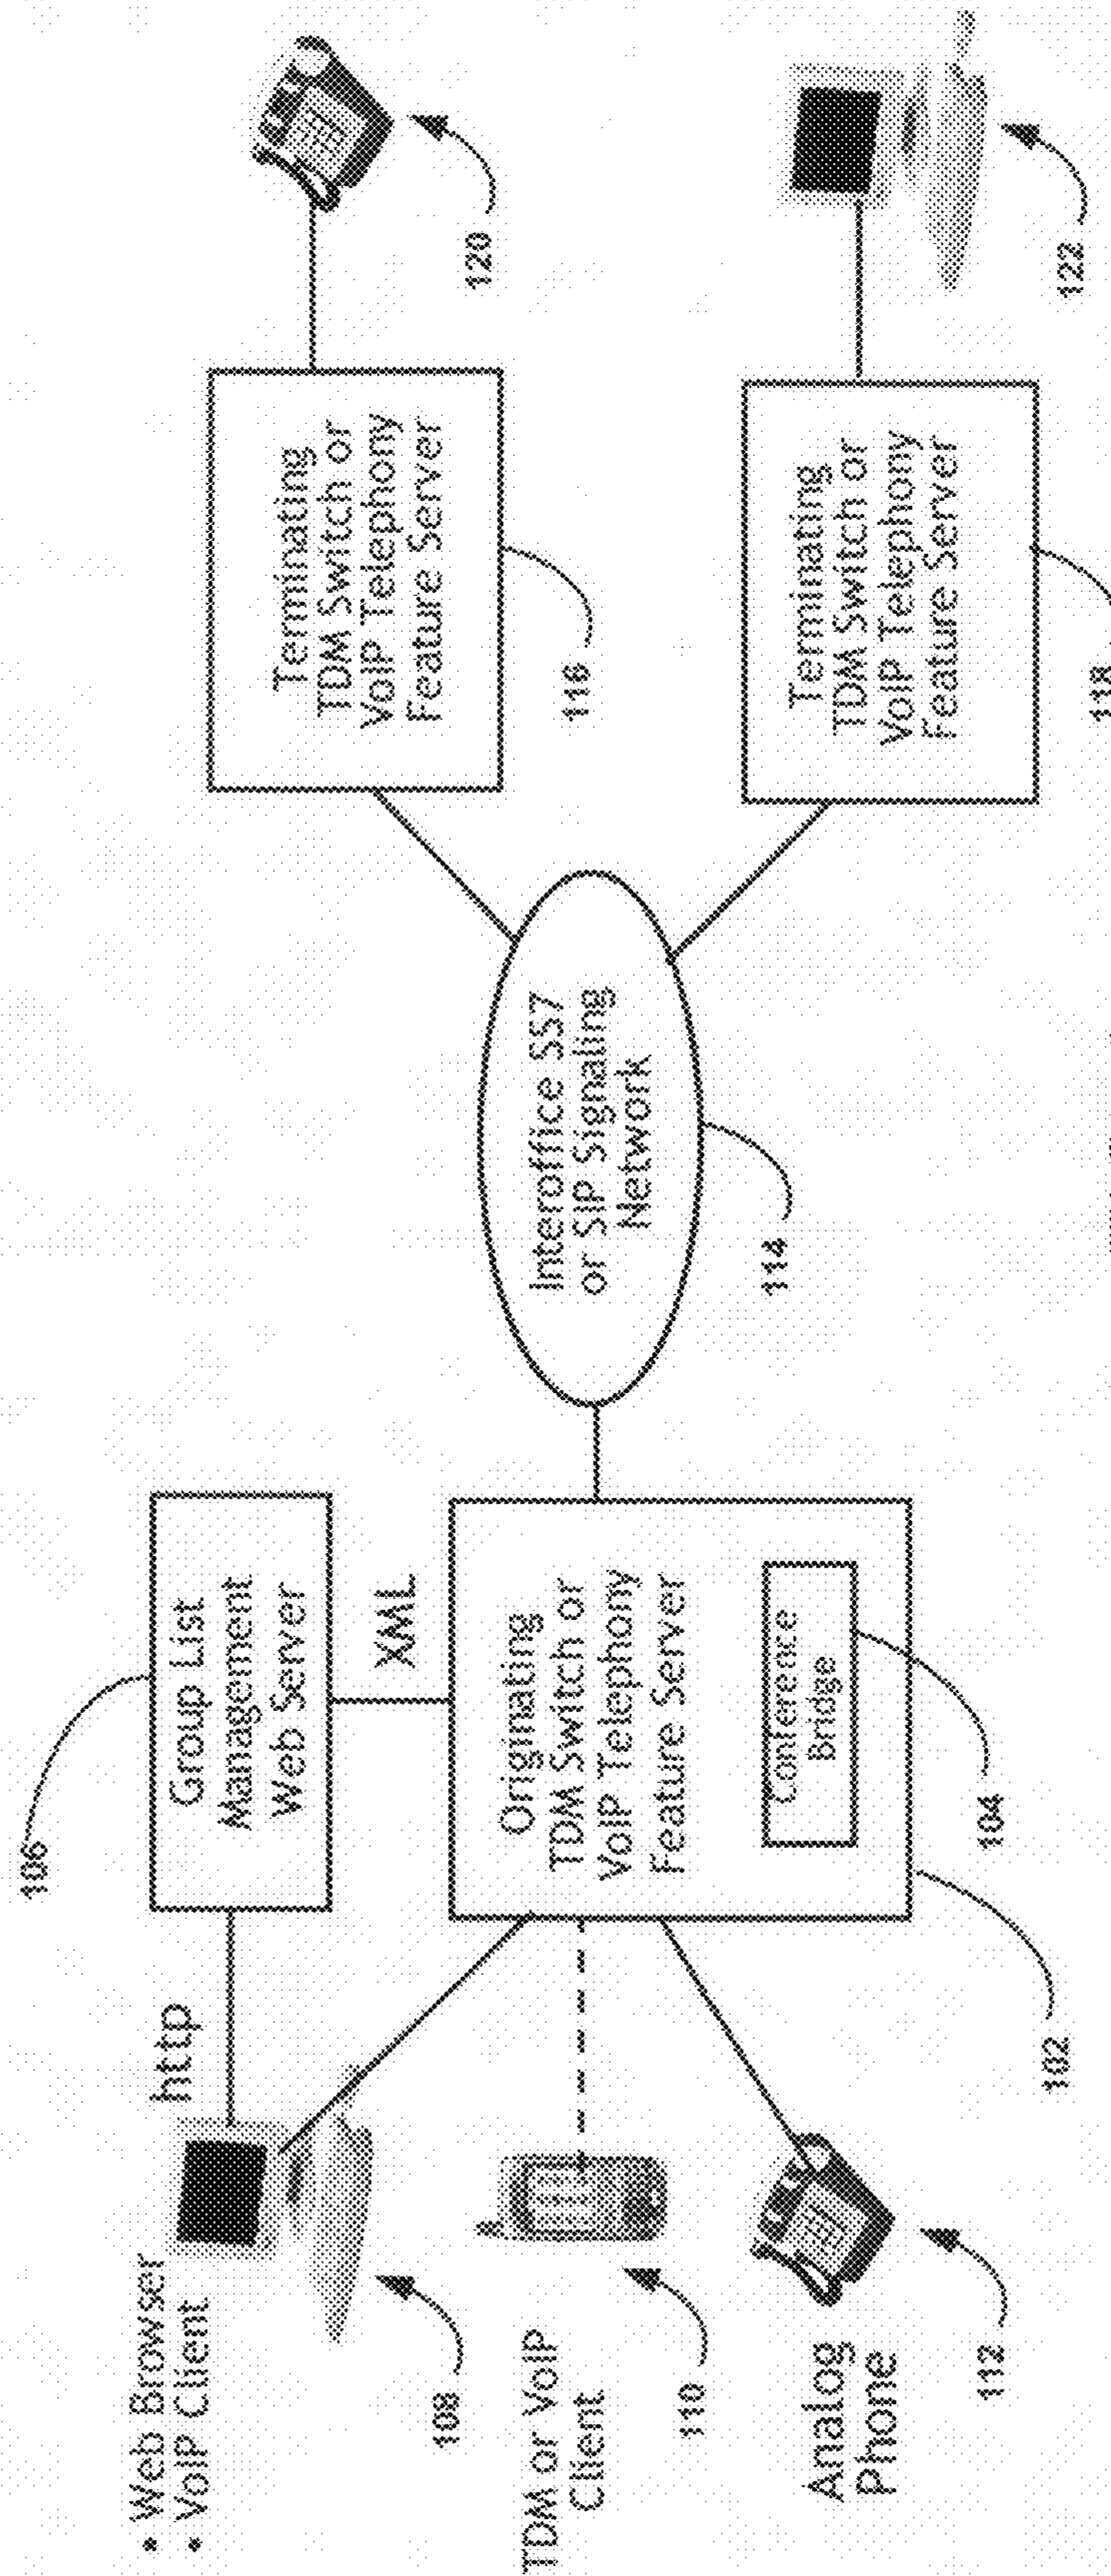 • Web Browser
• VoIP Client
108
TDM or VoIP
Client
110
Analog
Phone
112
http
106
Group List
Management
Web Server
XML
Originating
TDM Switch or
VoIP Telephony
Feature Server
Conference
Bridge
104
102
Interoffice SS7
or SIP Signaling
Network
114
Terminating
TDM Switch or
VoIP Telephony
Feature Server
116
120
Terminating
TDM Switch or
VoIP Telephony
Feature Server
118
122